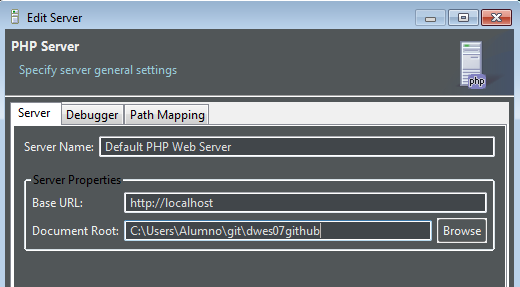 Edit Server
PHP Server
Specify server general settings
php
Server Debugger Path Mapping
Server Name: Default PHP Web Server
Server Properties
Base URL: http://localhost
Document Root: C:\Users\Alumno\git\dwes07github Browse